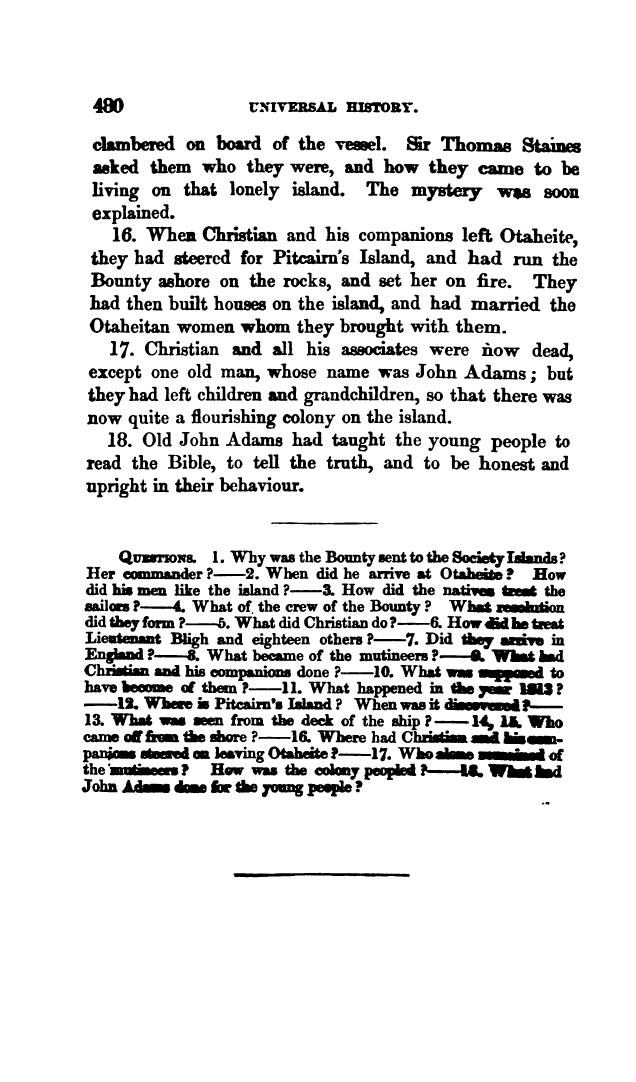 480 UNIVERSAL HISTORY.
clambered on board of the vessel. Sir Thomas Staines
asked them who they were, and how they came to be
living on that lonely island. The mystery was soon
explained.
16. When Christian and his companions left Otaheite,
they had steered for Pitcairn's Island, and had run the
Bounty ashore on the rocks, and set her on fire. They
had then built houses on the island, and had married the
Otaheitan women whom they brought with them.
17. Christian and all his associates were now dead,
except one old man, whose name was John Adams; but
they had left children and grandchildren, so that there was
now quite a flourishing colony on the island.
18. Old John Adams had taught the young people to
read the Bible, to tell the truth, and to be honest and
upright in their behaviour.
QUESTIONS. 1. Why was the Bounty sent to the Society Islands?
Her commander?—2. When did he arrive at Otaheite? How
did his men like the island?—3. How did the natives treat the
sailors?—4. What of the crew of the Bounty? What resolution
did they form?—5. What did Christian do?—6. How did he treat
Lieutenant Bligh and eighteen others?—7. Did they arrive in
England?—8. What became of the mutineers?—9. What had
Christian and his companions done?—10. What was supposed to
have become of them?—11. What happened in the year 1813?
—12. Where is Pitcairn's Island? When was it discovered?—
13. What was seen from the deck of the ship?—14, 15. Who
came off from the shore?—16. Where had Christian and his com-
panions steered on leaving Otaheite?—17. Who alone remained of
the mutineers? How was the colony peopled?—18. What had
John Adams done for the young people?